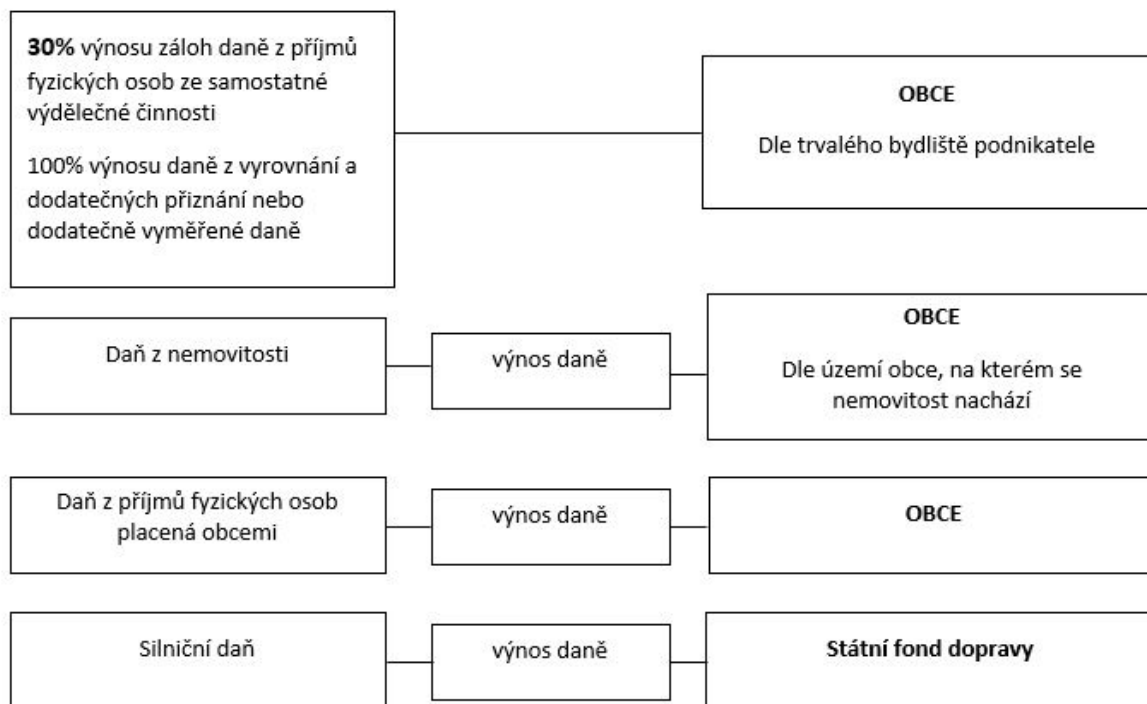 30% výnosu záloh daně z příjmů
fyzických osob ze samostatné
výdělečné činnosti
100% výnosu daně z vyrovnání a
dodatečných přiznání nebo
dodatečně vyměřené daně
OBCE
Dle trvalého bydliště podnikatele
Daň z nemovitosti
výnos daně
OBCE
Dle území obce, na kterém se
nemovitost nachází
Daň z příjmů fyzických osob
placená obcemi
výnos daně
OBCE
Silniční daň
výnos daně
Státní fond dopravy